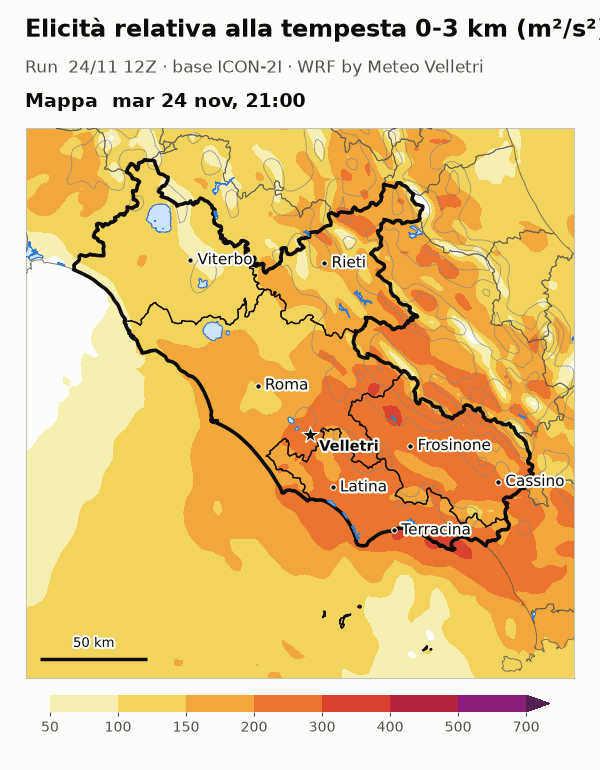 Elicità relativa alla tempesta 0-3 km (m²/s²)
Run  24/11 12Z · base ICON-2I · WRF by Meteo Velletri
Mappa  mar 24 nov, 21:00
Viterbo
Rieti
Roma
Velletri
Frosinone
Latina
Cassino
Terracina
50 km
50 100 150 200 300 400 500 700